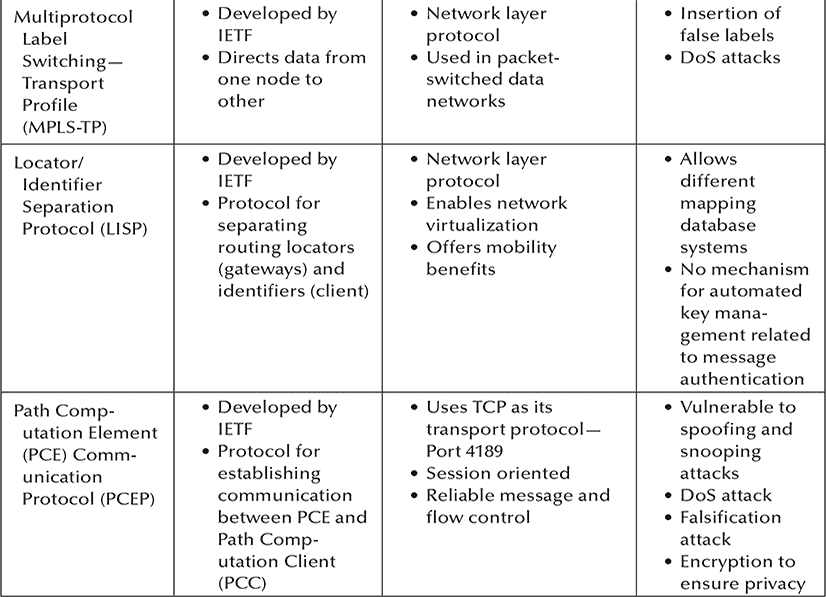 Multiprotocol
Label
Switching—
Transport
Profile
(MPLS-TP)
• Developed by
IETF
• Directs data from
one node to
other
• Network layer
protocol
• Used in packet-
switched data
networks
• Insertion of
false labels
• DoS attacks
Locator/
Identifier
Separation
Protocol (LISP)
• Developed by
IETF
• Protocol for
separating
routing locators
(gateways) and
identifiers (client)
• Network layer
protocol
• Enables network
virtualization
• Offers mobility
benefits
• Allows
different
mapping
database
systems
• No mechanism
for automated
key mana-
gement related
to message
authentication
Path Comp-
utation Element
(PCE) Comm-
unication
Protocol (PCEP)
• Developed by
IETF
• Protocol for
establishing
communication
between PCE and
Path Comp-
utation Client
(PCC)
• Uses TCP as its
transport protocol—
Port 4189
• Session oriented
• Reliable message and
flow control
• Vulnerable to
spoofing and
snooping
attacks
• DoS attack
• Falsification
attack
• Encryption to
ensure privacy